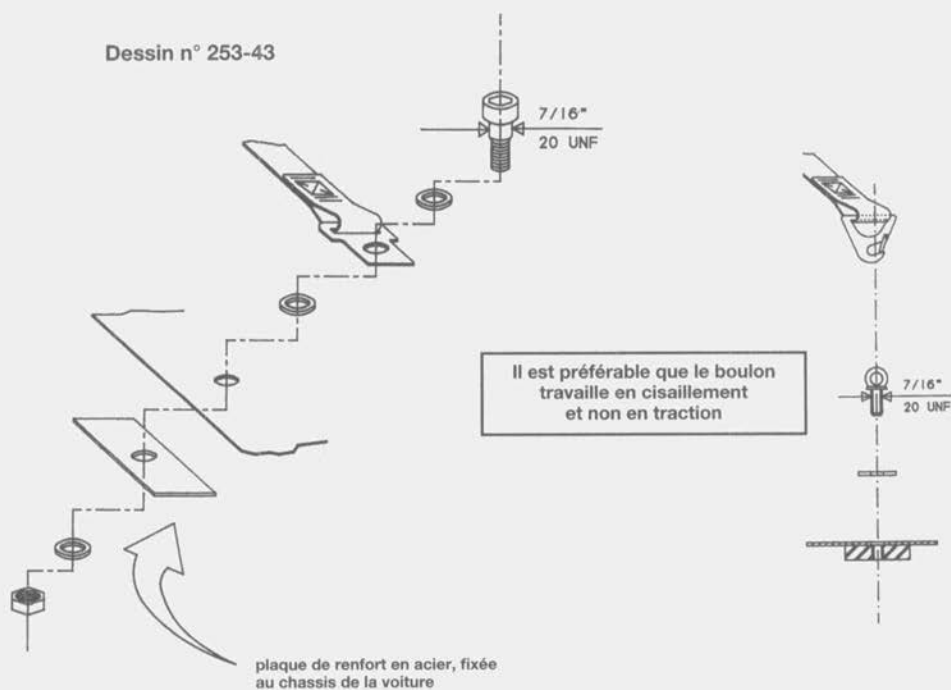 Dessin n° 253-43
7/16"
20 UNF
Il est préférable que le boulon
travaille en cisaillement
et non en traction
7/16"
20 UNF
plaque de renfort en acier, fixée
au chassis de la voiture